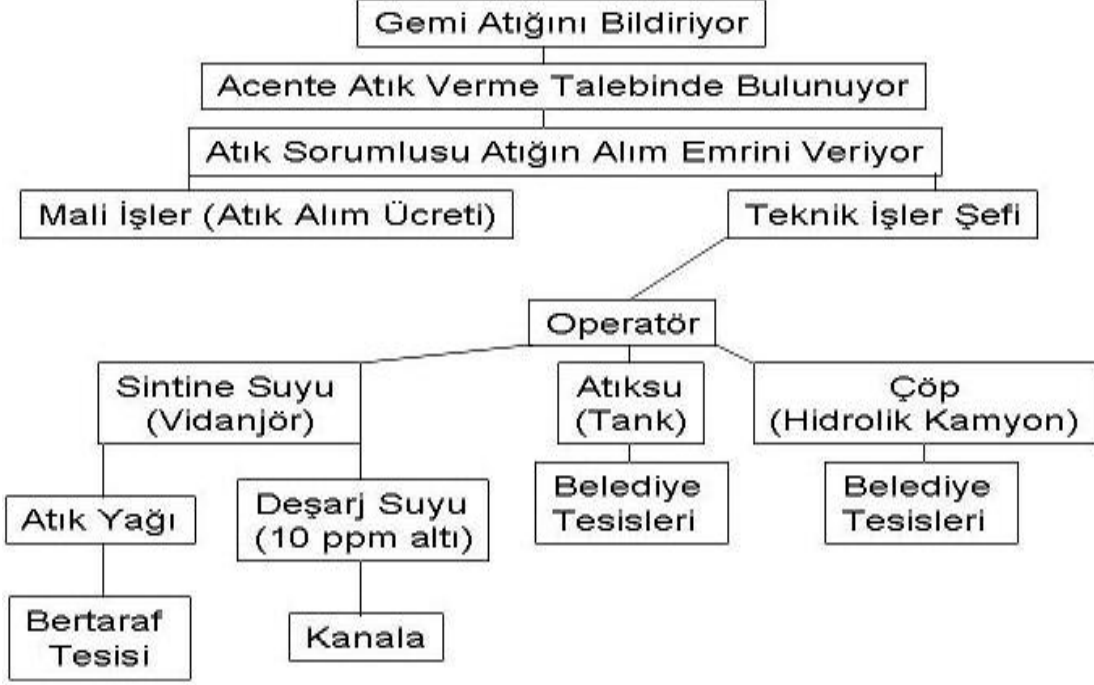 Gemi Atığını Bildiriyor
Acente Atık Verme Talebinde Bulunuyor
Atık Sorumlusu Atığın Alım Emrini Veriyor
Mali İşler (Atık Alım Ücreti)
Teknik İşler Şefi
Operatör
Sintine Suyu
(Vidanjör)
Atıksu
(Tank)
Çöp
(Hidrolik Kamyon)
Atık Yağı
Deşarj Suyu
(10 ppm altı)
Belediye
Tesisleri
Belediye
Tesisleri
Bertaraf
Tesisi
Kanala